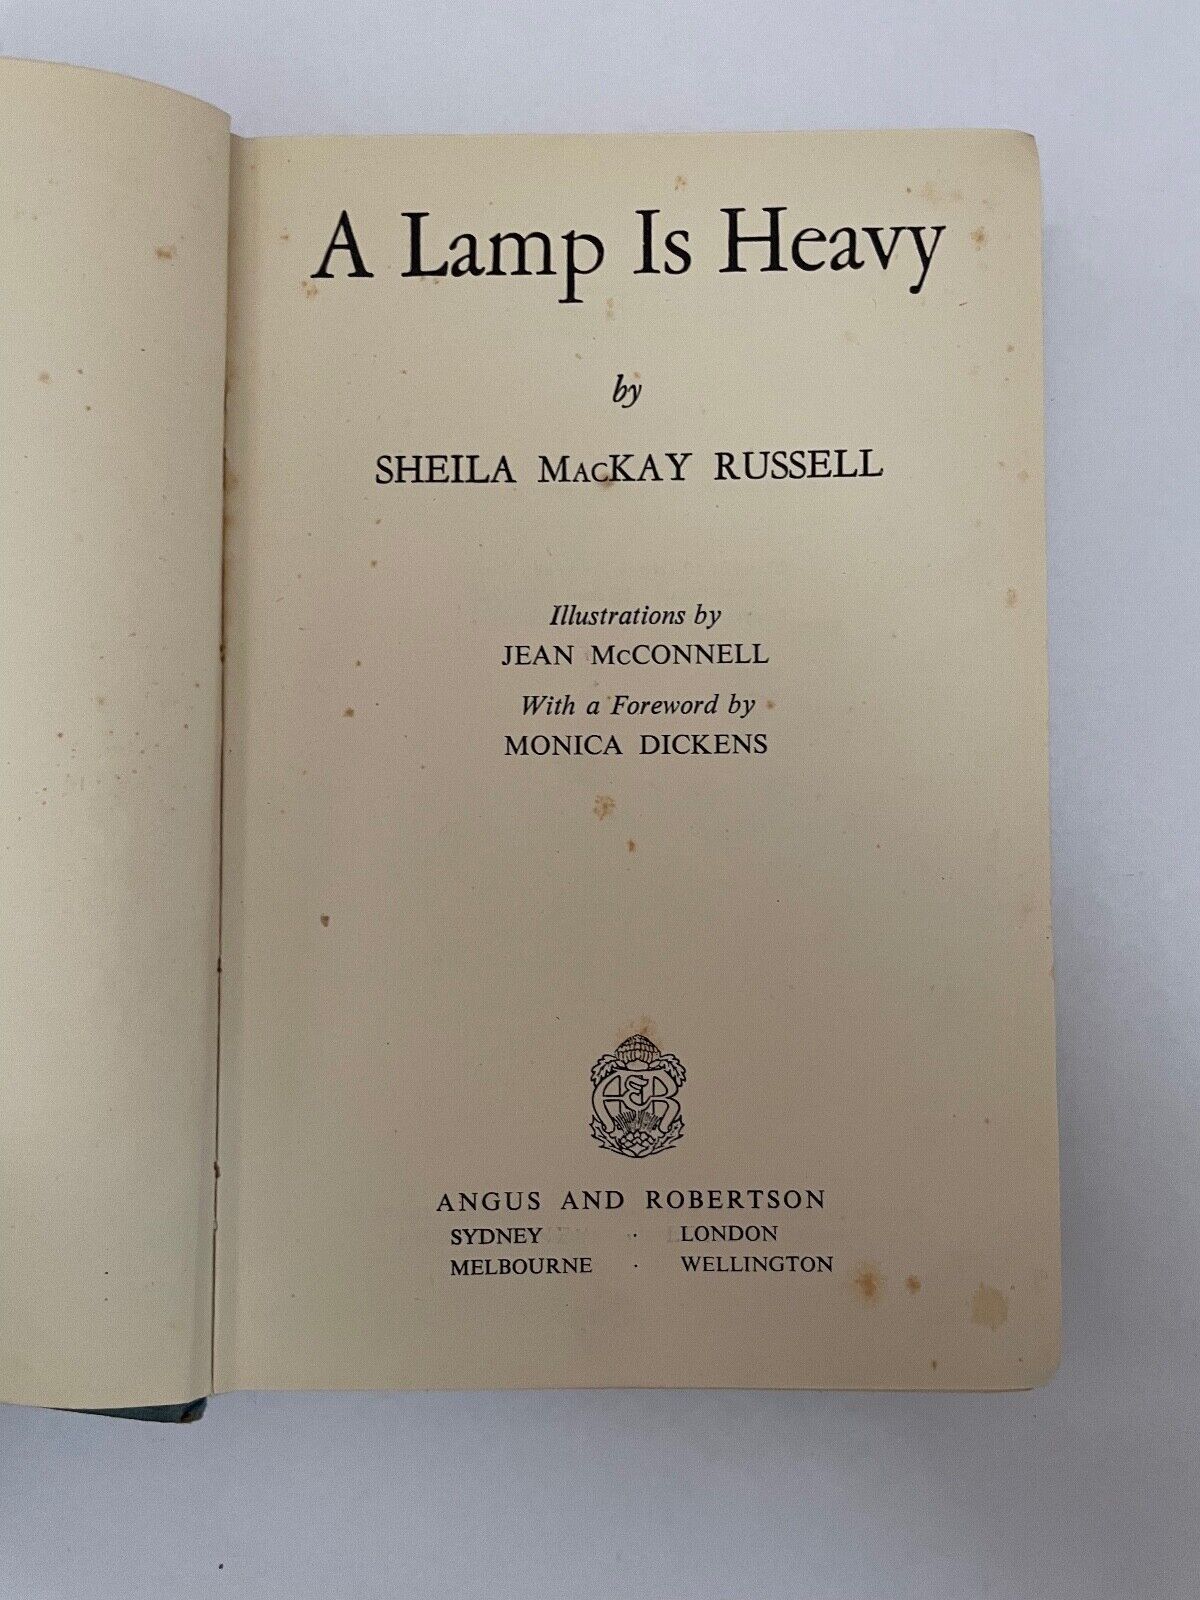 A Lamp Is Heavy
by
SHEILA MACKAY RUSSELL
Illustrations by
JEAN McCONNELL
With a Foreword by
MONICA DICKENS
A & R
ANGUS AND ROBERTSON
SYDNEY · LONDON
MELBOURNE · WELLINGTON